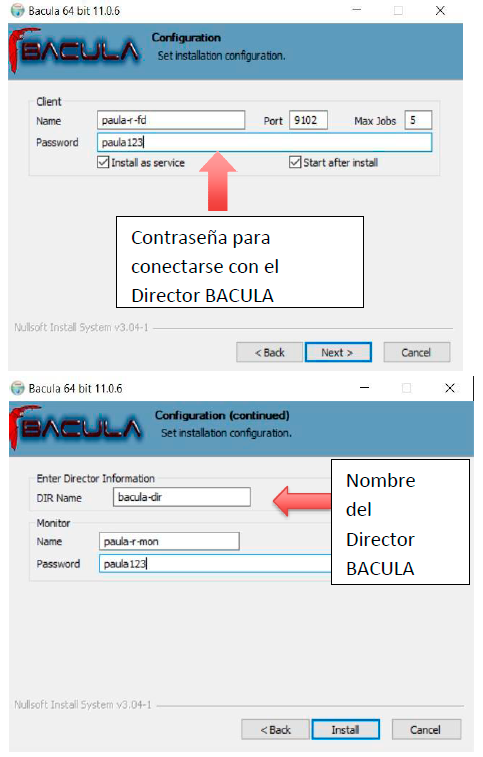 Bacula 64 bit 11.0.6
BACULA
Configuration
Set installation configuration.
Client
Name paula-r-fd Port 9102 Max Jobs 5
Password paula123
Install as service Start after install
Contraseña para
conectarse con el
Director BACULA
Nullsoft Install System v3.04-1
< Back Next > Cancel
Bacula 64 bit 11.0.6
BACULA
Configuration (continued)
Set installation configuration.
Enter Director Information
DIR Name bacula-dir
Monitor
Name paula-r-mon
Password paula123
Nombre
del
Director
BACULA
Nullsoft Install System v3.04-1
< Back Install Cancel